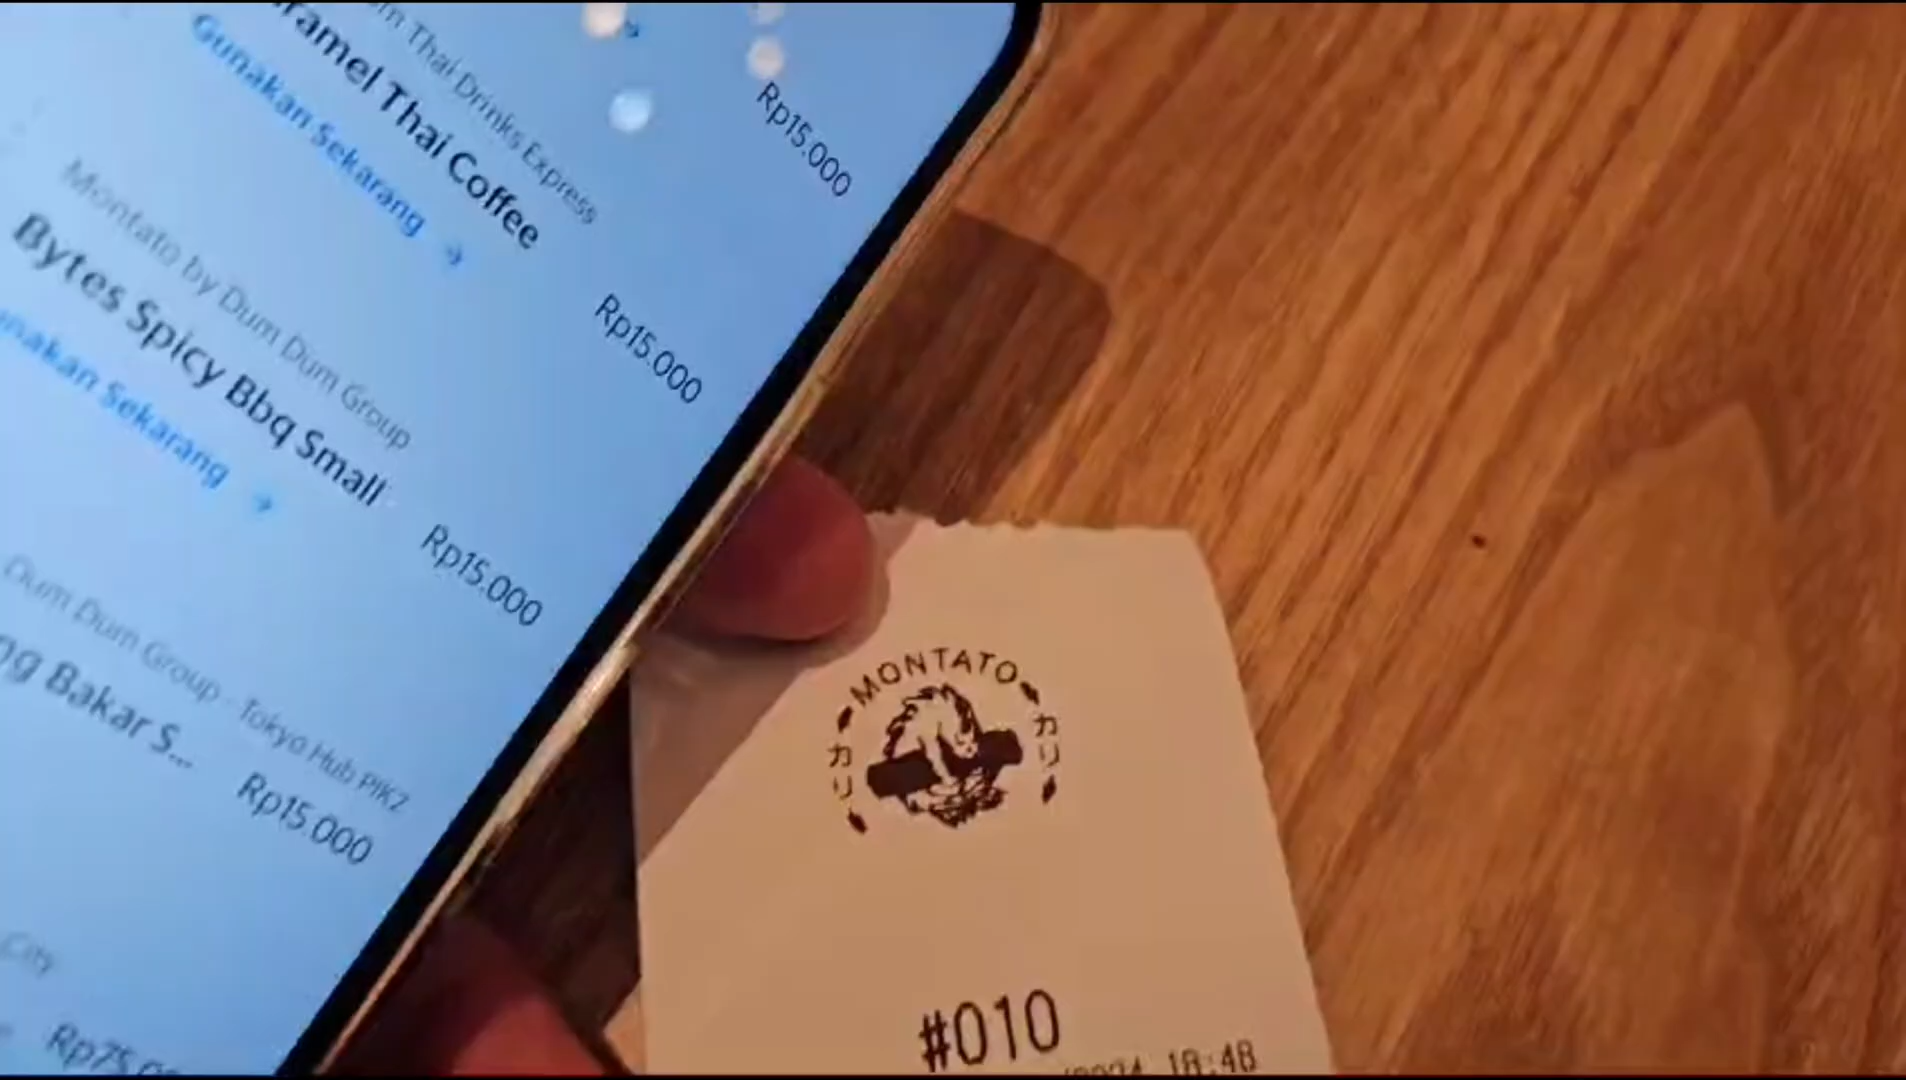 Thai Drinks Express
Rp15.000
Thai Coffee
Gunakan Sekarang
Montato by Dum Dum Group
Rp15.000
Bytes Spicy Bbq Small
Sekarang
Rp15.000
Dum Dum Group - Tokyo Hub PIK2
Bakar S...
Rp15.000
City
MONTATO
カリ
カリ
#010
18:48